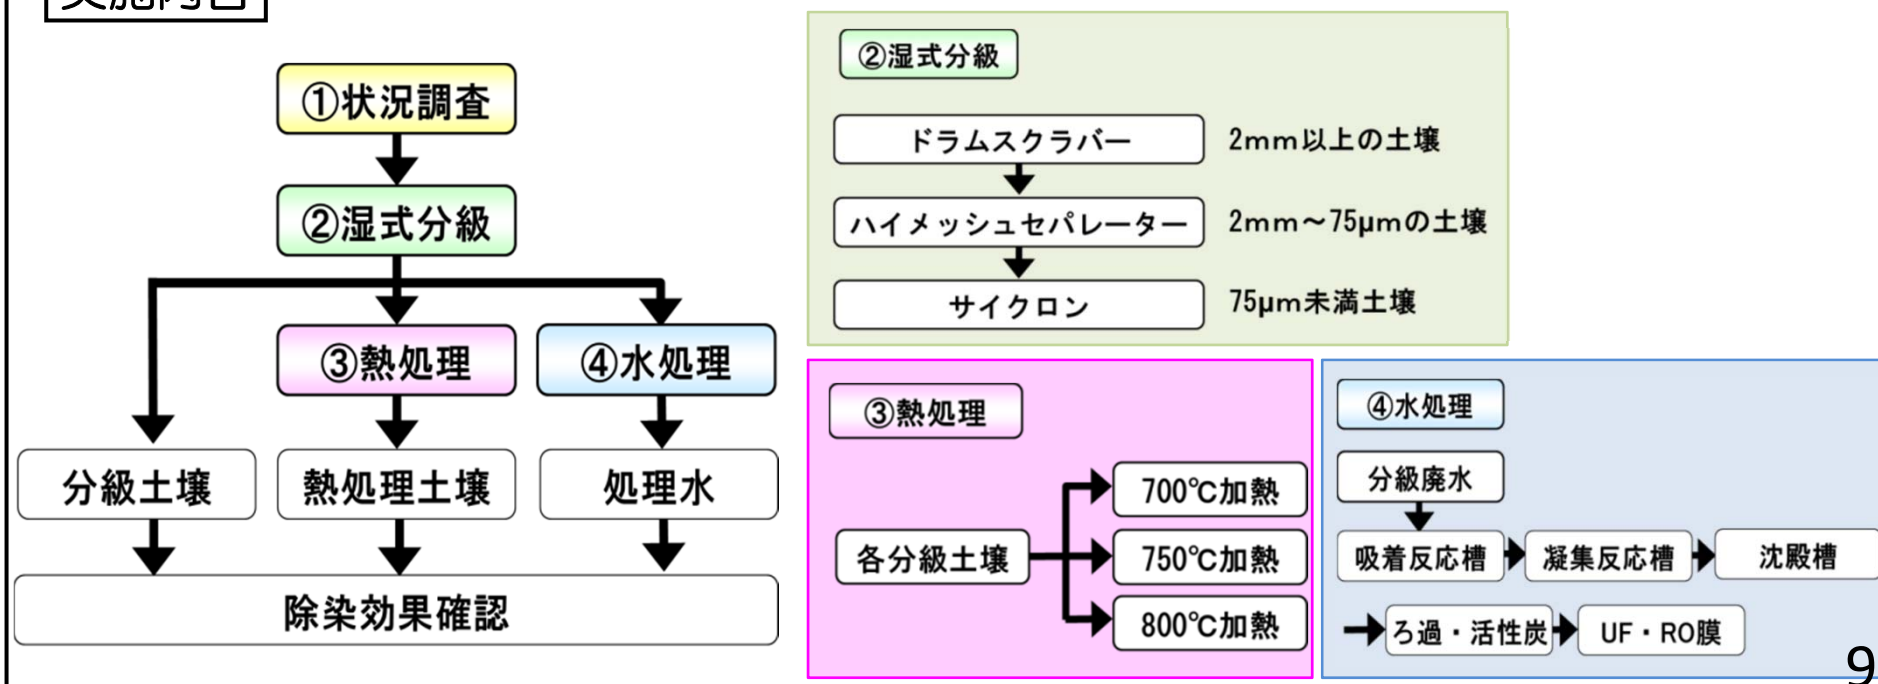 実施内容
①状況調査
②湿式分級
③熱処理
④水処理
分級土壌
熱処理土壌
処理水
除染効果確認
②湿式分級
ドラムスクラバー
2mm以上の土壌
ハイメッシュセパレーター
2mm～75μmの土壌
サイクロン
75μm未満土壌
③熱処理
各分級土壌
700℃加熱
750℃加熱
800℃加熱
④水処理
分級廃水
吸着反応槽
凝集反応槽
沈殿槽
ろ過・活性炭
UF・RO膜
9